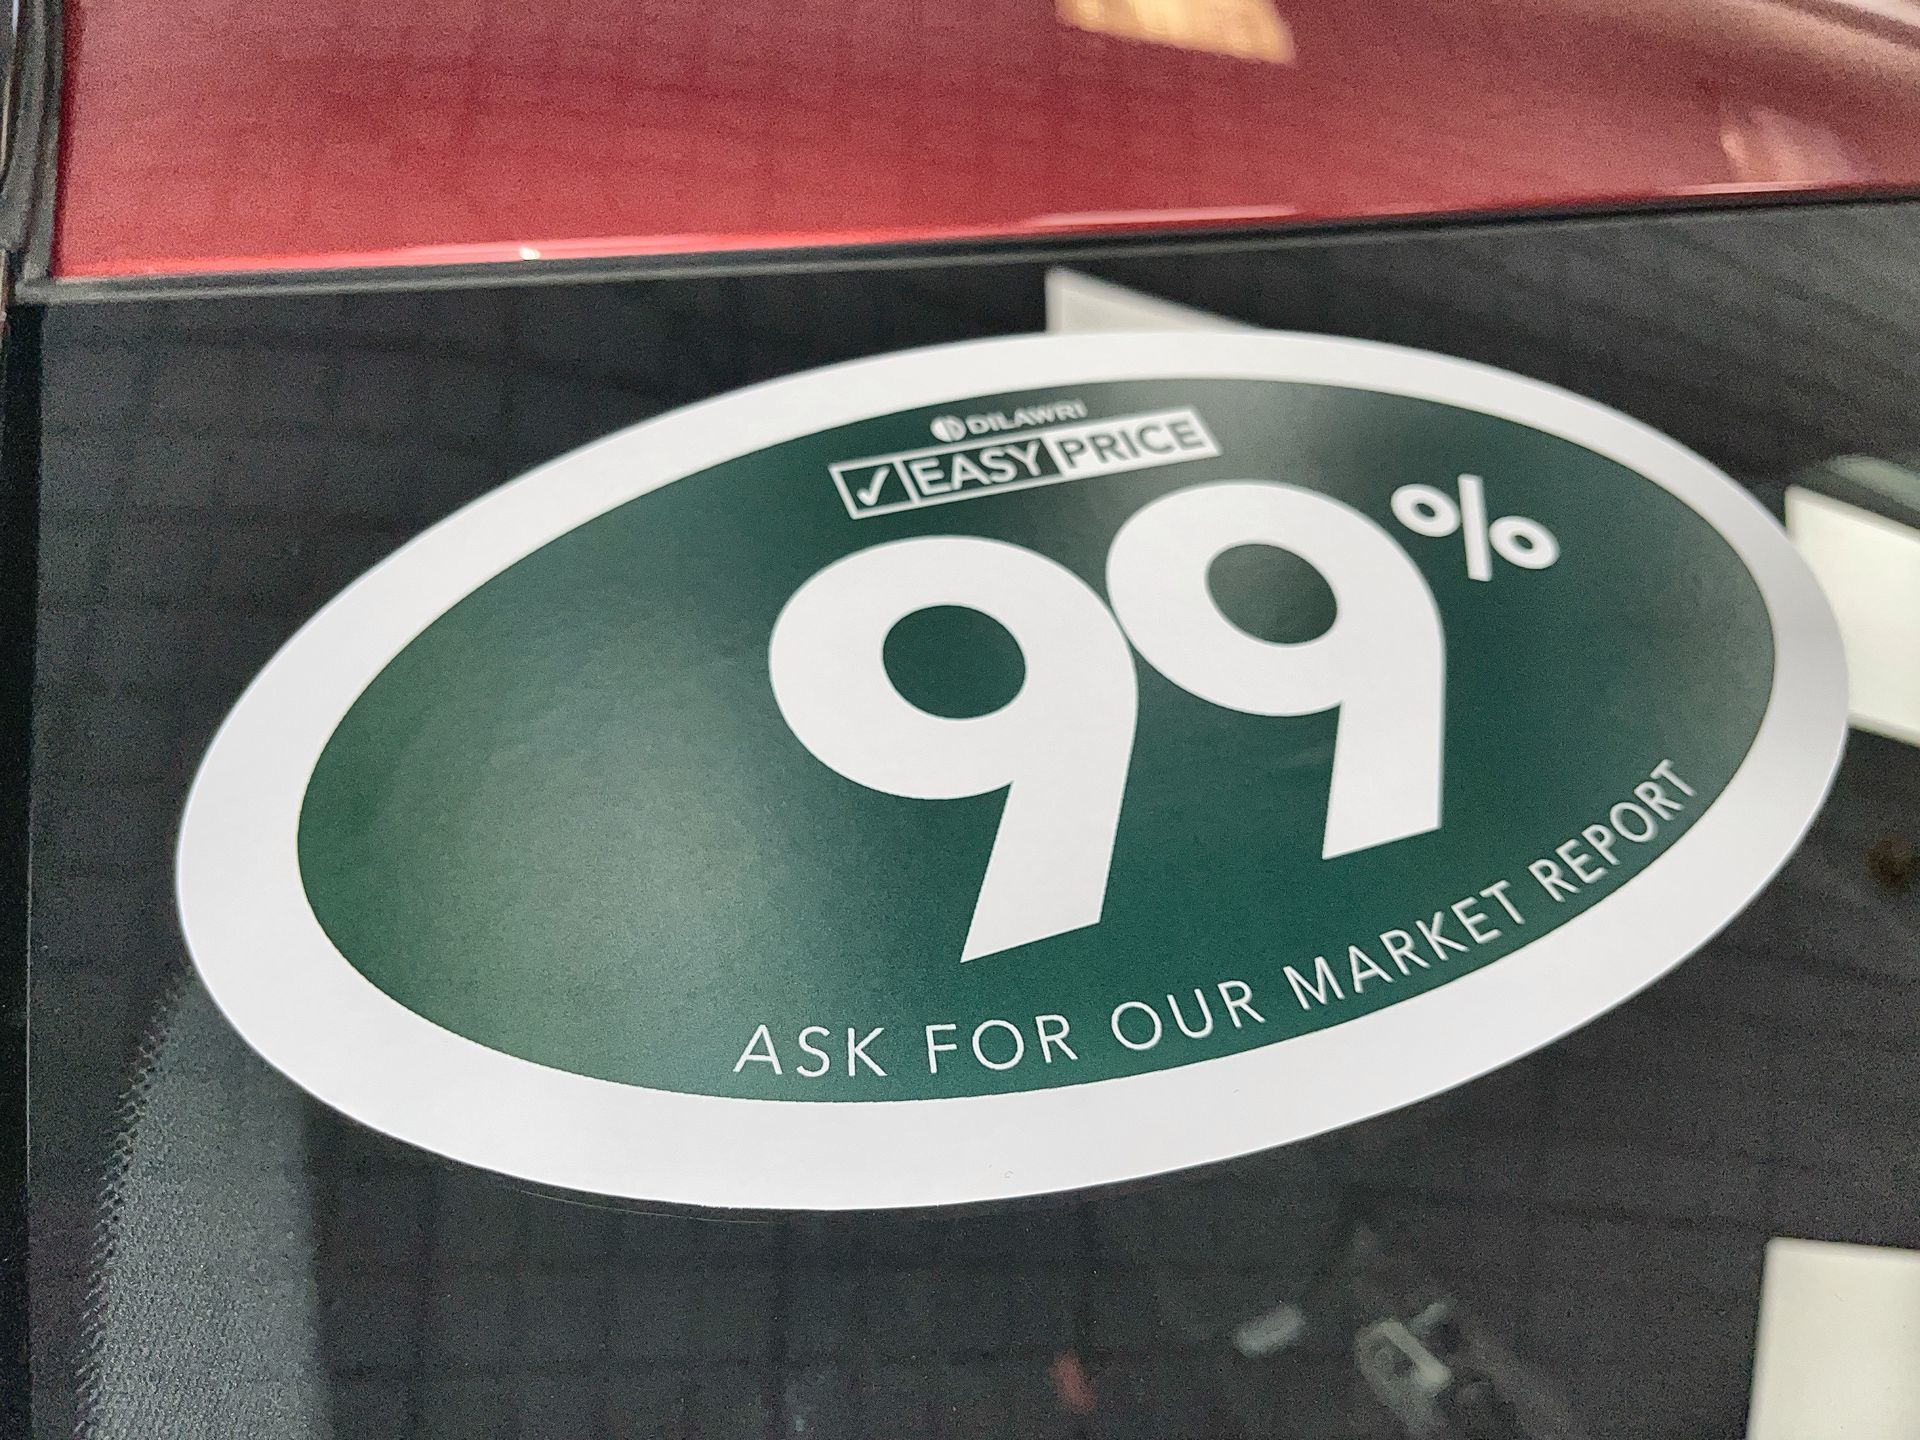 DILAWRI
✓ EASY PRICE
99%
ASK FOR OUR MARKET REPORT